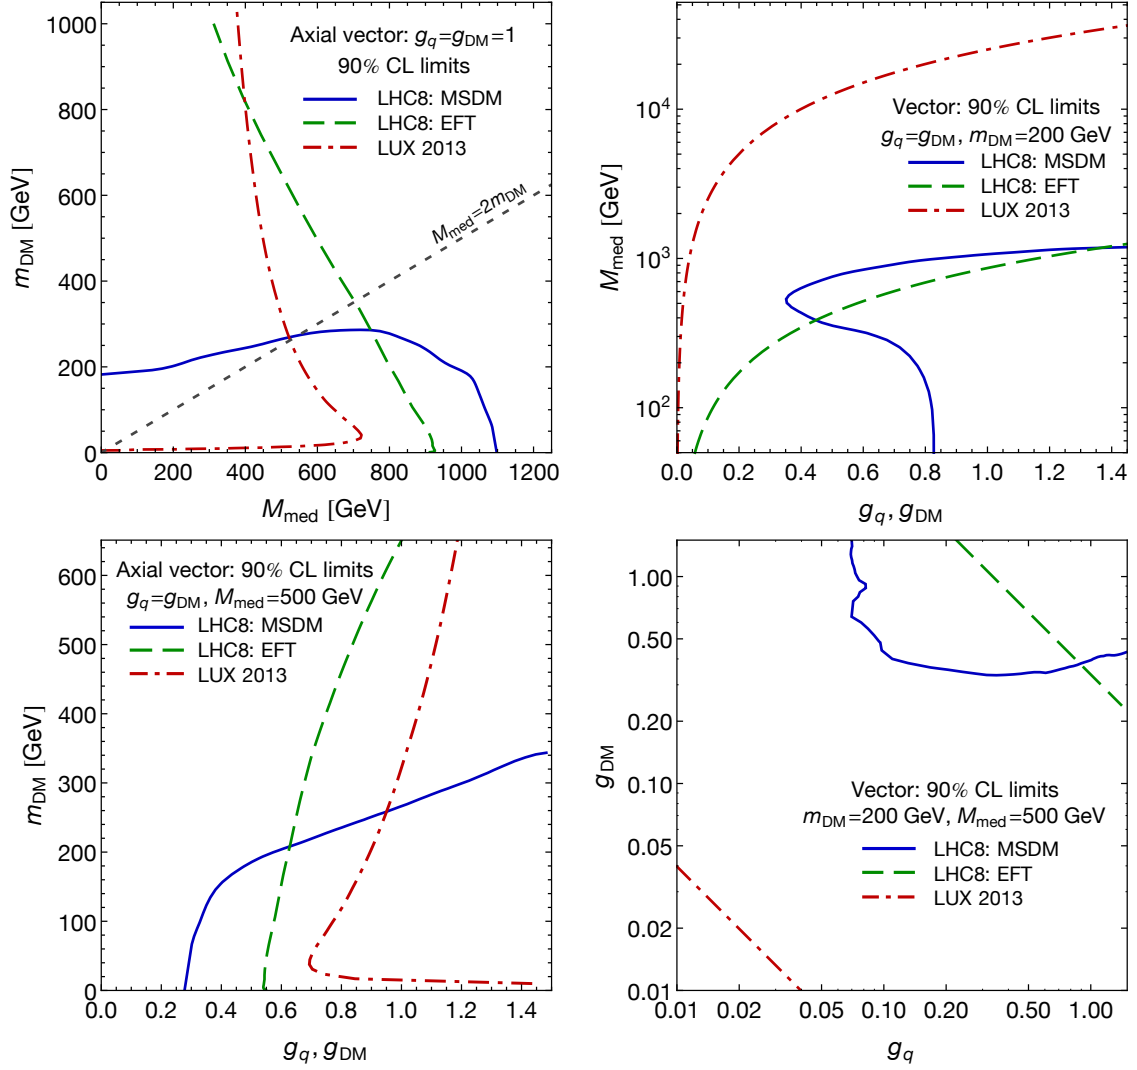 Axial vector: g_q=g_DM=1
90% CL limits
LHC8: MSDM
LHC8: EFT
LUX 2013
M_med=2m_DM
m_DM [GeV]
1000
800
600
400
200
0
0 200 400 600 800 1000 1200
M_med [GeV]
Vector: 90% CL limits
g_q=g_DM, m_DM=200 GeV
LHC8: MSDM
LHC8: EFT
LUX 2013
M_med [GeV]
10^4
10^3
10^2
0.0 0.2 0.4 0.6 0.8 1.0 1.2 1.4
g_q, g_DM
Axial vector: 90% CL limits
g_q=g_DM, M_med=500 GeV
LHC8: MSDM
LHC8: EFT
LUX 2013
m_DM [GeV]
600
500
400
300
200
100
0
0.0 0.2 0.4 0.6 0.8 1.0 1.2 1.4
g_q, g_DM
1.00
0.50
0.20
0.10
0.05
0.02
0.01
g_DM
Vector: 90% CL limits
m_DM=200 GeV, M_med=500 GeV
LHC8: MSDM
LHC8: EFT
LUX 2013
0.01 0.02 0.05 0.10 0.20 0.50 1.00
g_q